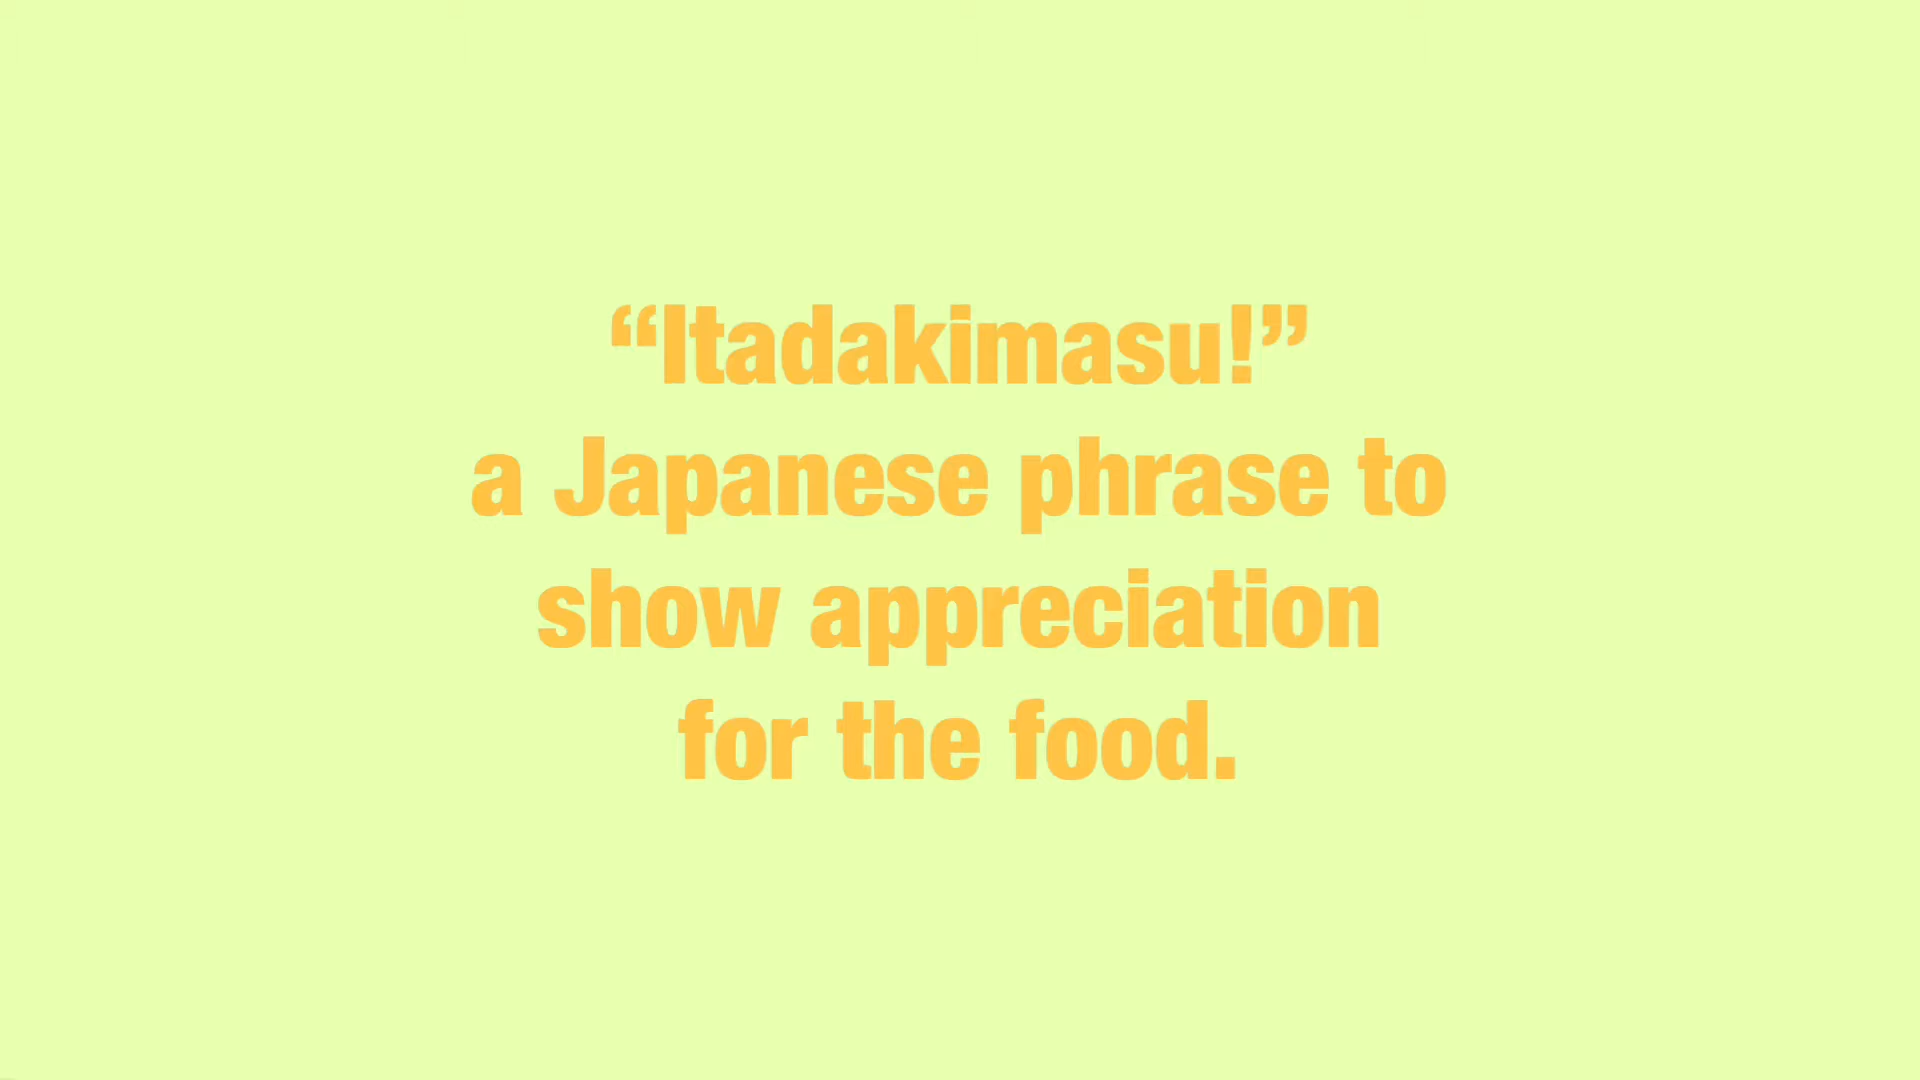 “Itadakimasu!”
a Japanese phrase to
show appreciation
for the food.